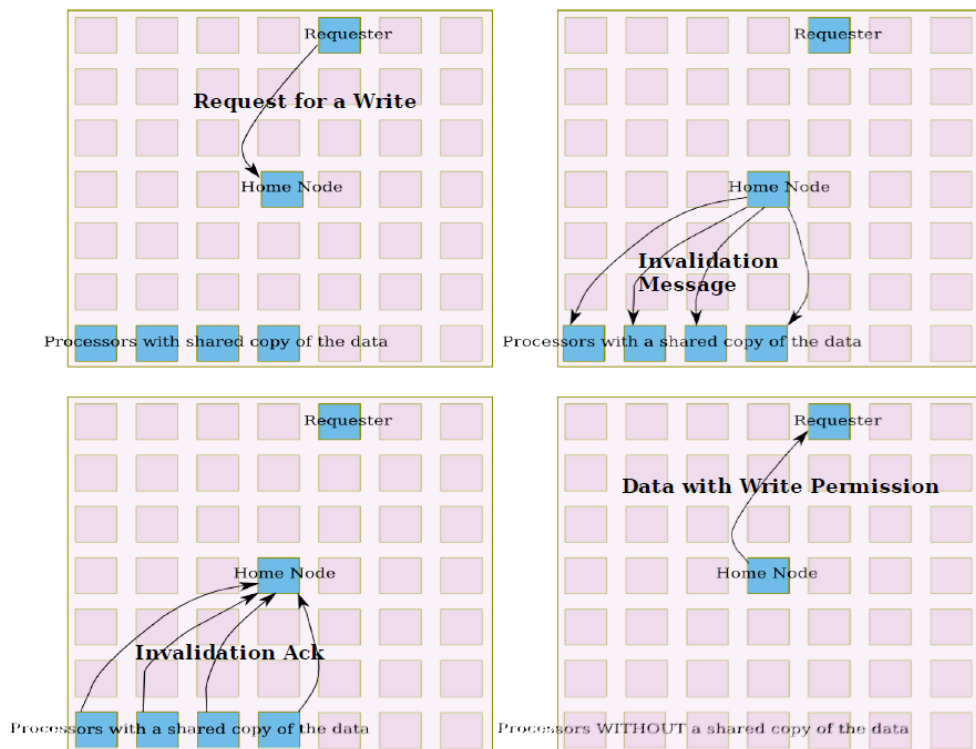 Requester
Request for a Write
Home Node
Processors with shared copy of the data
Requester
Home Node
Invalidation
Message
Processors with a shared copy of the data
Requester
Home Node
Invalidation Ack
Processors with a shared copy of the data
Requester
Data with Write Permission
Home Node
Processors WITHOUT a shared copy of the data